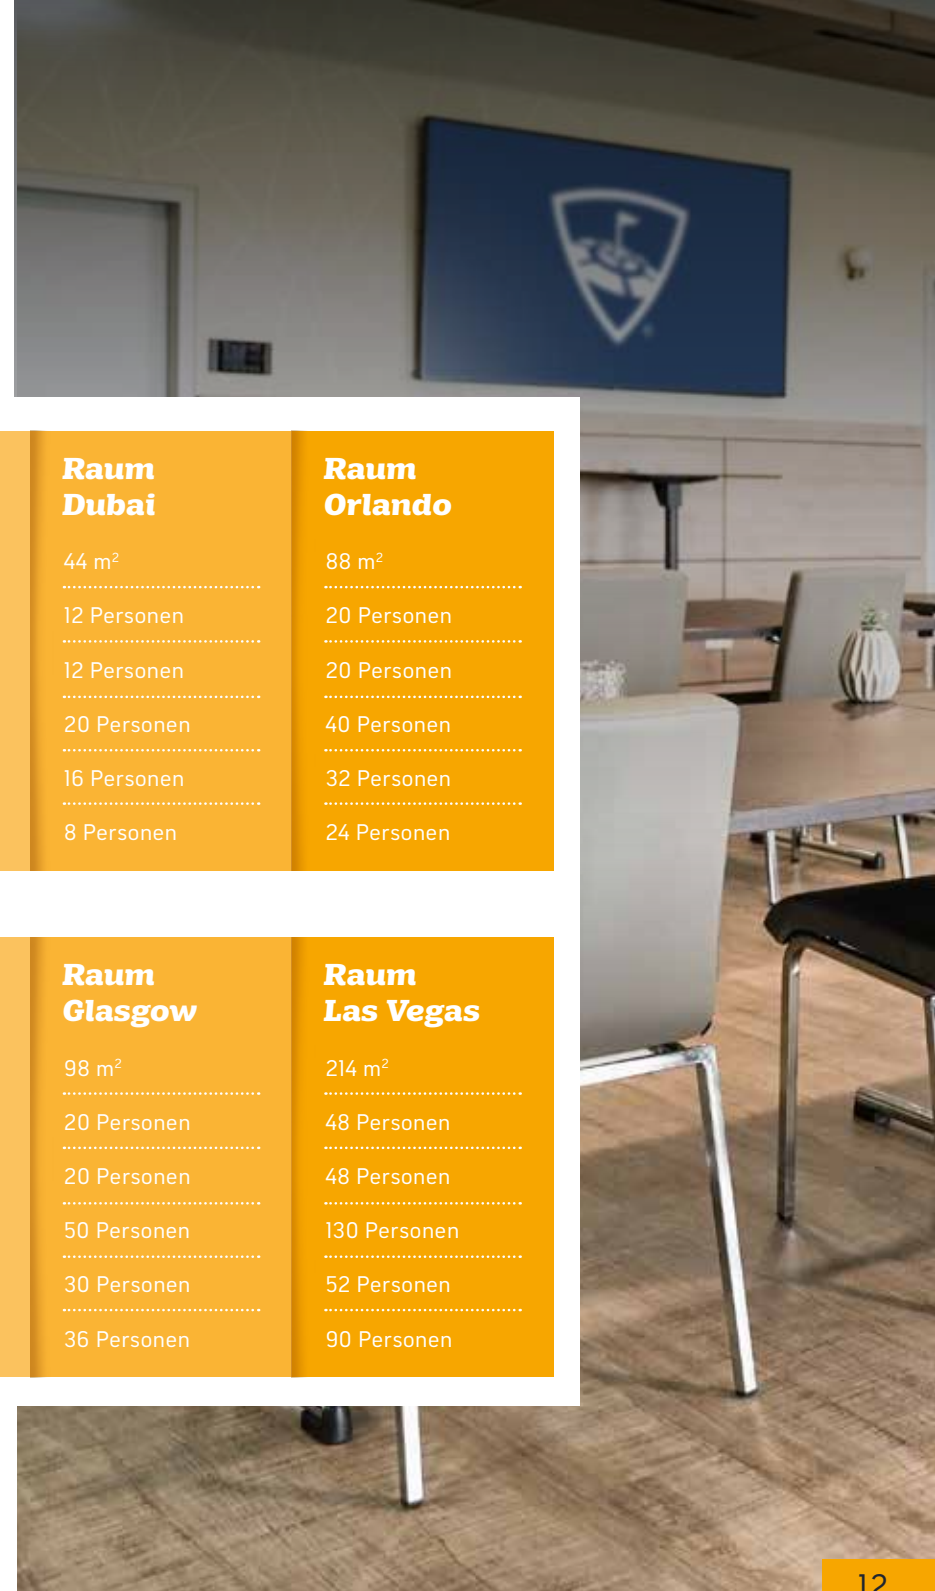 Raum
Dubai
44 m²
12 Personen
12 Personen
20 Personen
16 Personen
8 Personen
Raum
Orlando
88 m²
20 Personen
20 Personen
40 Personen
32 Personen
24 Personen
Raum
Glasgow
98 m²
20 Personen
20 Personen
50 Personen
30 Personen
36 Personen
Raum
Las Vegas
214 m²
48 Personen
48 Personen
130 Personen
52 Personen
90 Personen
12